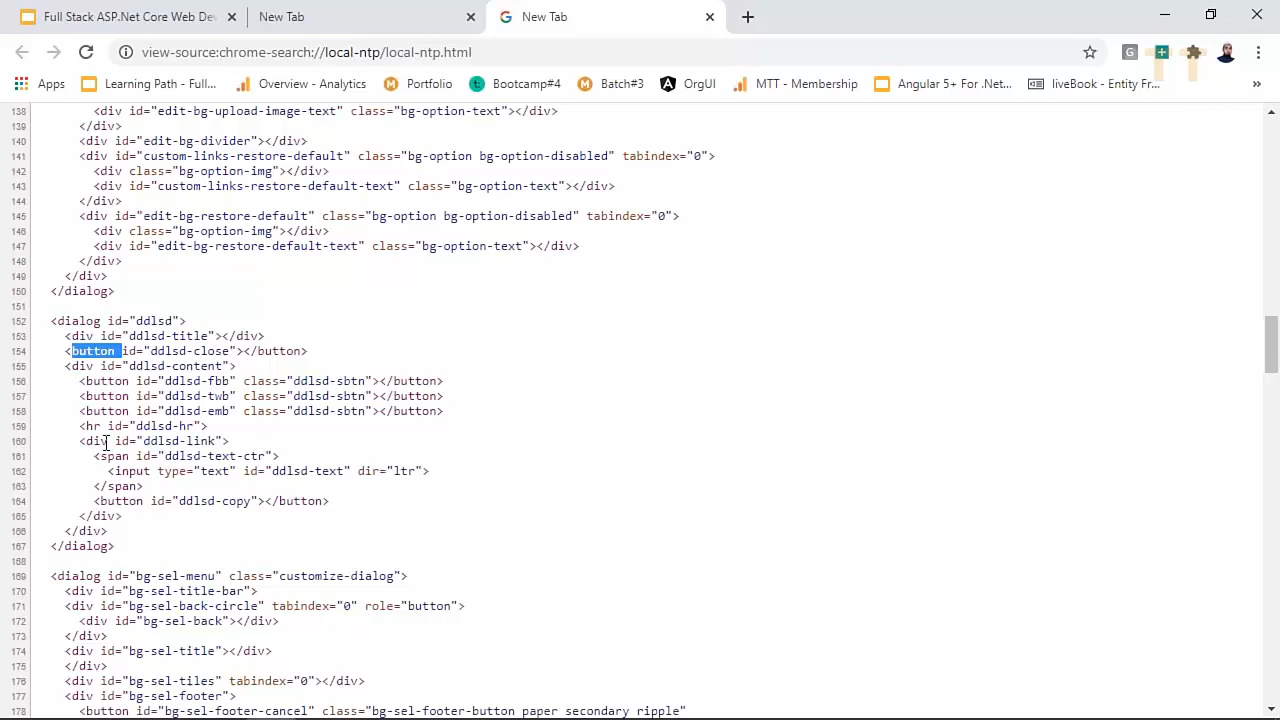 Full Stack ASP.Net Core Web De
New Tab
New Tab
view-source:chrome-search://local-ntp/local-ntp.html
Apps
Learning Path - Full...
Overview - Analytics
Portfolio
Bootcamp#4
Batch#3
OrgUI
MTT - Membership
Angular 5+ For .Net...
liveBook - Entity Fr...
»
138 <div id="edit-bg-upload-image-text" class="bg-option-text"></div>
139 </div>
140 <div id="edit-bg-divider"></div>
141 <div id="custom-links-restore-default" class="bg-option bg-option-disabled" tabindex="0">
142 <div class="bg-option-img"></div>
143 <div id="custom-links-restore-default-text" class="bg-option-text"></div>
144 </div>
145 <div id="edit-bg-restore-default" class="bg-option bg-option-disabled" tabindex="0">
146 <div class="bg-option-img"></div>
147 <div id="edit-bg-restore-default-text" class="bg-option-text"></div>
148 </div>
149 </div>
150 </dialog>
151
152 <dialog id="ddlsd">
153 <div id="ddlsd-title"></div>
154 <button id="ddlsd-close"></button>
155 <div id="ddlsd-content">
156 <button id="ddlsd-fbb" class="ddlsd-sbtn"></button>
157 <button id="ddlsd-twb" class="ddlsd-sbtn"></button>
158 <button id="ddlsd-emb" class="ddlsd-sbtn"></button>
159 <hr id="ddlsd-hr">
160 <div id="ddlsd-link">
161 <span id="ddlsd-text-ctr">
162 <input type="text" id="ddlsd-text" dir="ltr">
163 </span>
164 <button id="ddlsd-copy"></button>
165 </div>
166 </div>
167 </dialog>
168
169 <dialog id="bg-sel-menu" class="customize-dialog">
170 <div id="bg-sel-title-bar">
171 <div id="bg-sel-back-circle" tabindex="0" role="button">
172 <div id="bg-sel-back"></div>
173 </div>
174 <div id="bg-sel-title"></div>
175 </div>
176 <div id="bg-sel-tiles" tabindex="0"></div>
177 <div id="bg-sel-footer">
178 <button id="bg-sel-footer-cancel" class="bg-sel-footer-button paper secondary ripple"